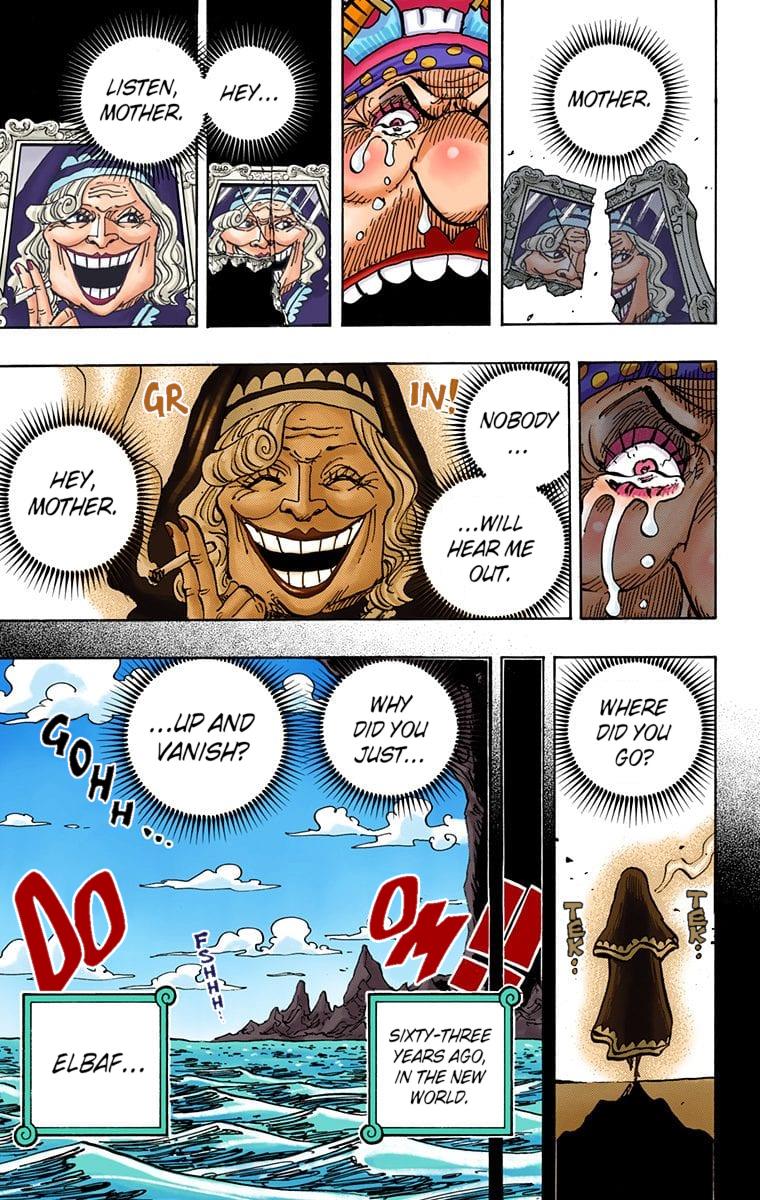 MOTHER.
HEY...
LISTEN,
MOTHER.
NOBODY
...
...WILL
HEAR ME
OUT.
GR IN!
HEY,
MOTHER.
WHERE
DID YOU
GO?
TEK..
TEK..
WHY
DID YOU
JUST...
...UP AND
VANISH?
GOHH...
DO OM!!
FSHHH..
SIXTY-THREE
YEARS AGO,
IN THE NEW
WORLD.
ELBAF...